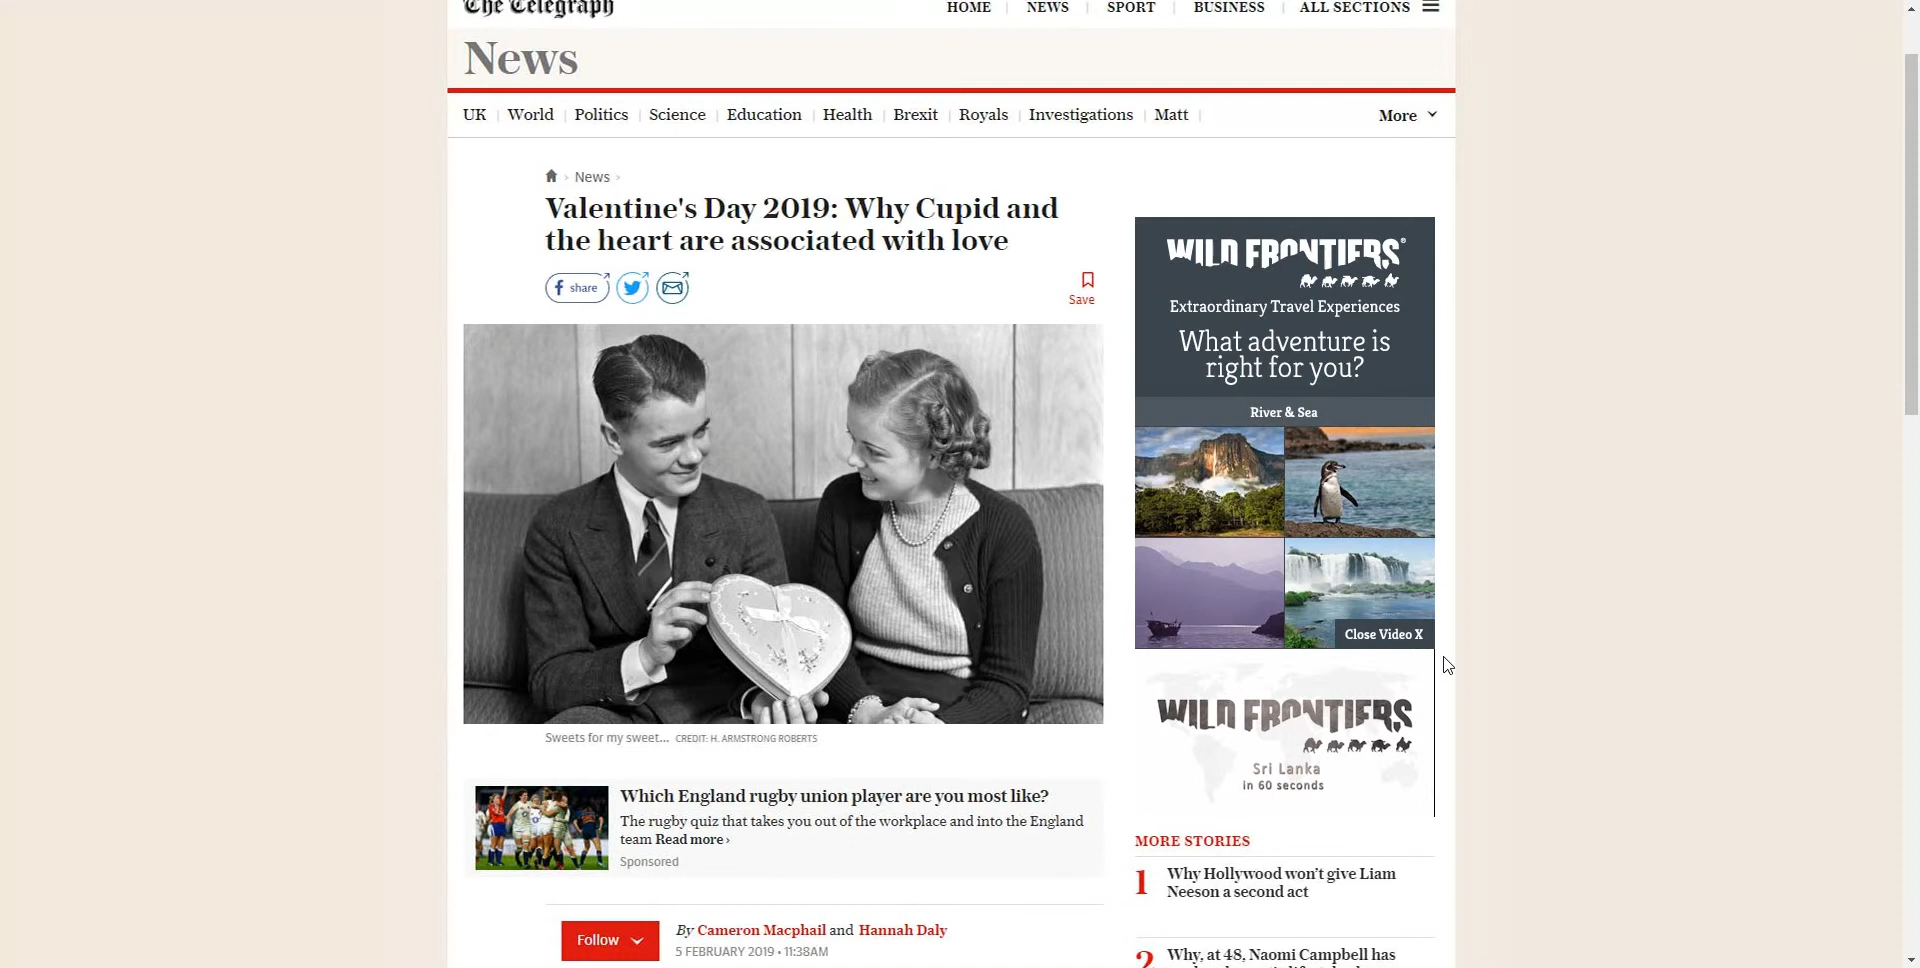 The Telegraph
HOME
NEWS
SPORT
BUSINESS
ALL SECTIONS
News
UK
World
Politics
Science
Education
Health
Brexit
Royals
Investigations
Matt
More
News
Valentine's Day 2019: Why Cupid and
the heart are associated with love
share
Save
Sweets for my sweet... CREDIT: H. ARMSTRONG ROBERTS
Which England rugby union player are you most like?
The rugby quiz that takes you out of the workplace and into the England
team Read more ›
Sponsored
Follow
By Cameron Macphail and Hannah Daly
5 FEBRUARY 2019 • 11:38AM
WILD FRONTIERS®
Extraordinary Travel Experiences
What adventure is
right for you?
River & Sea
Close Video X
WILD FRONTIERS
Sri Lanka
in 60 seconds
MORE STORIES
1
Why Hollywood won't give Liam
Neeson a second act
2
Why, at 48, Naomi Campbell has